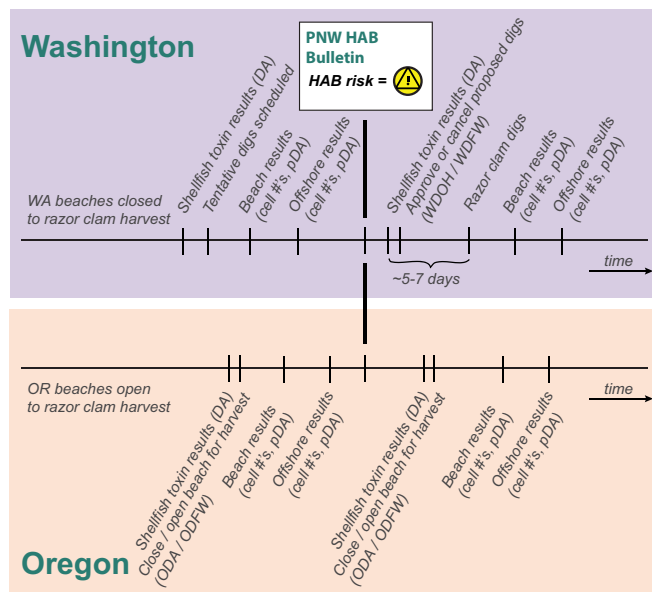 Washington
PNW HAB
Bulletin
HAB risk =
WA beaches closed
to razor clam harvest
Shellfish toxin results (DA)
Tentative digs scheduled
Beach results
(cell #'s, pDA)
Offshore results
(cell #'s, pDA)
Shellfish toxin results (DA)
Approve or cancel proposed digs
(WDOH / WDFW)
Razor clam digs
Beach results
(cell #'s, pDA)
Offshore results
(cell #'s, pDA)
~5-7 days
time
OR beaches open
to razor clam harvest
time
Shellfish toxin results (DA)
Close / open beach for harvest
(ODA / ODFW)
Beach results
(cell #'s, pDA)
Offshore results
(cell #'s, pDA)
Shellfish toxin results (DA)
Close / open beach for harvest
(ODA / ODFW)
Beach results
(cell #'s, pDA)
Offshore results
(cell #'s, pDA)
Oregon